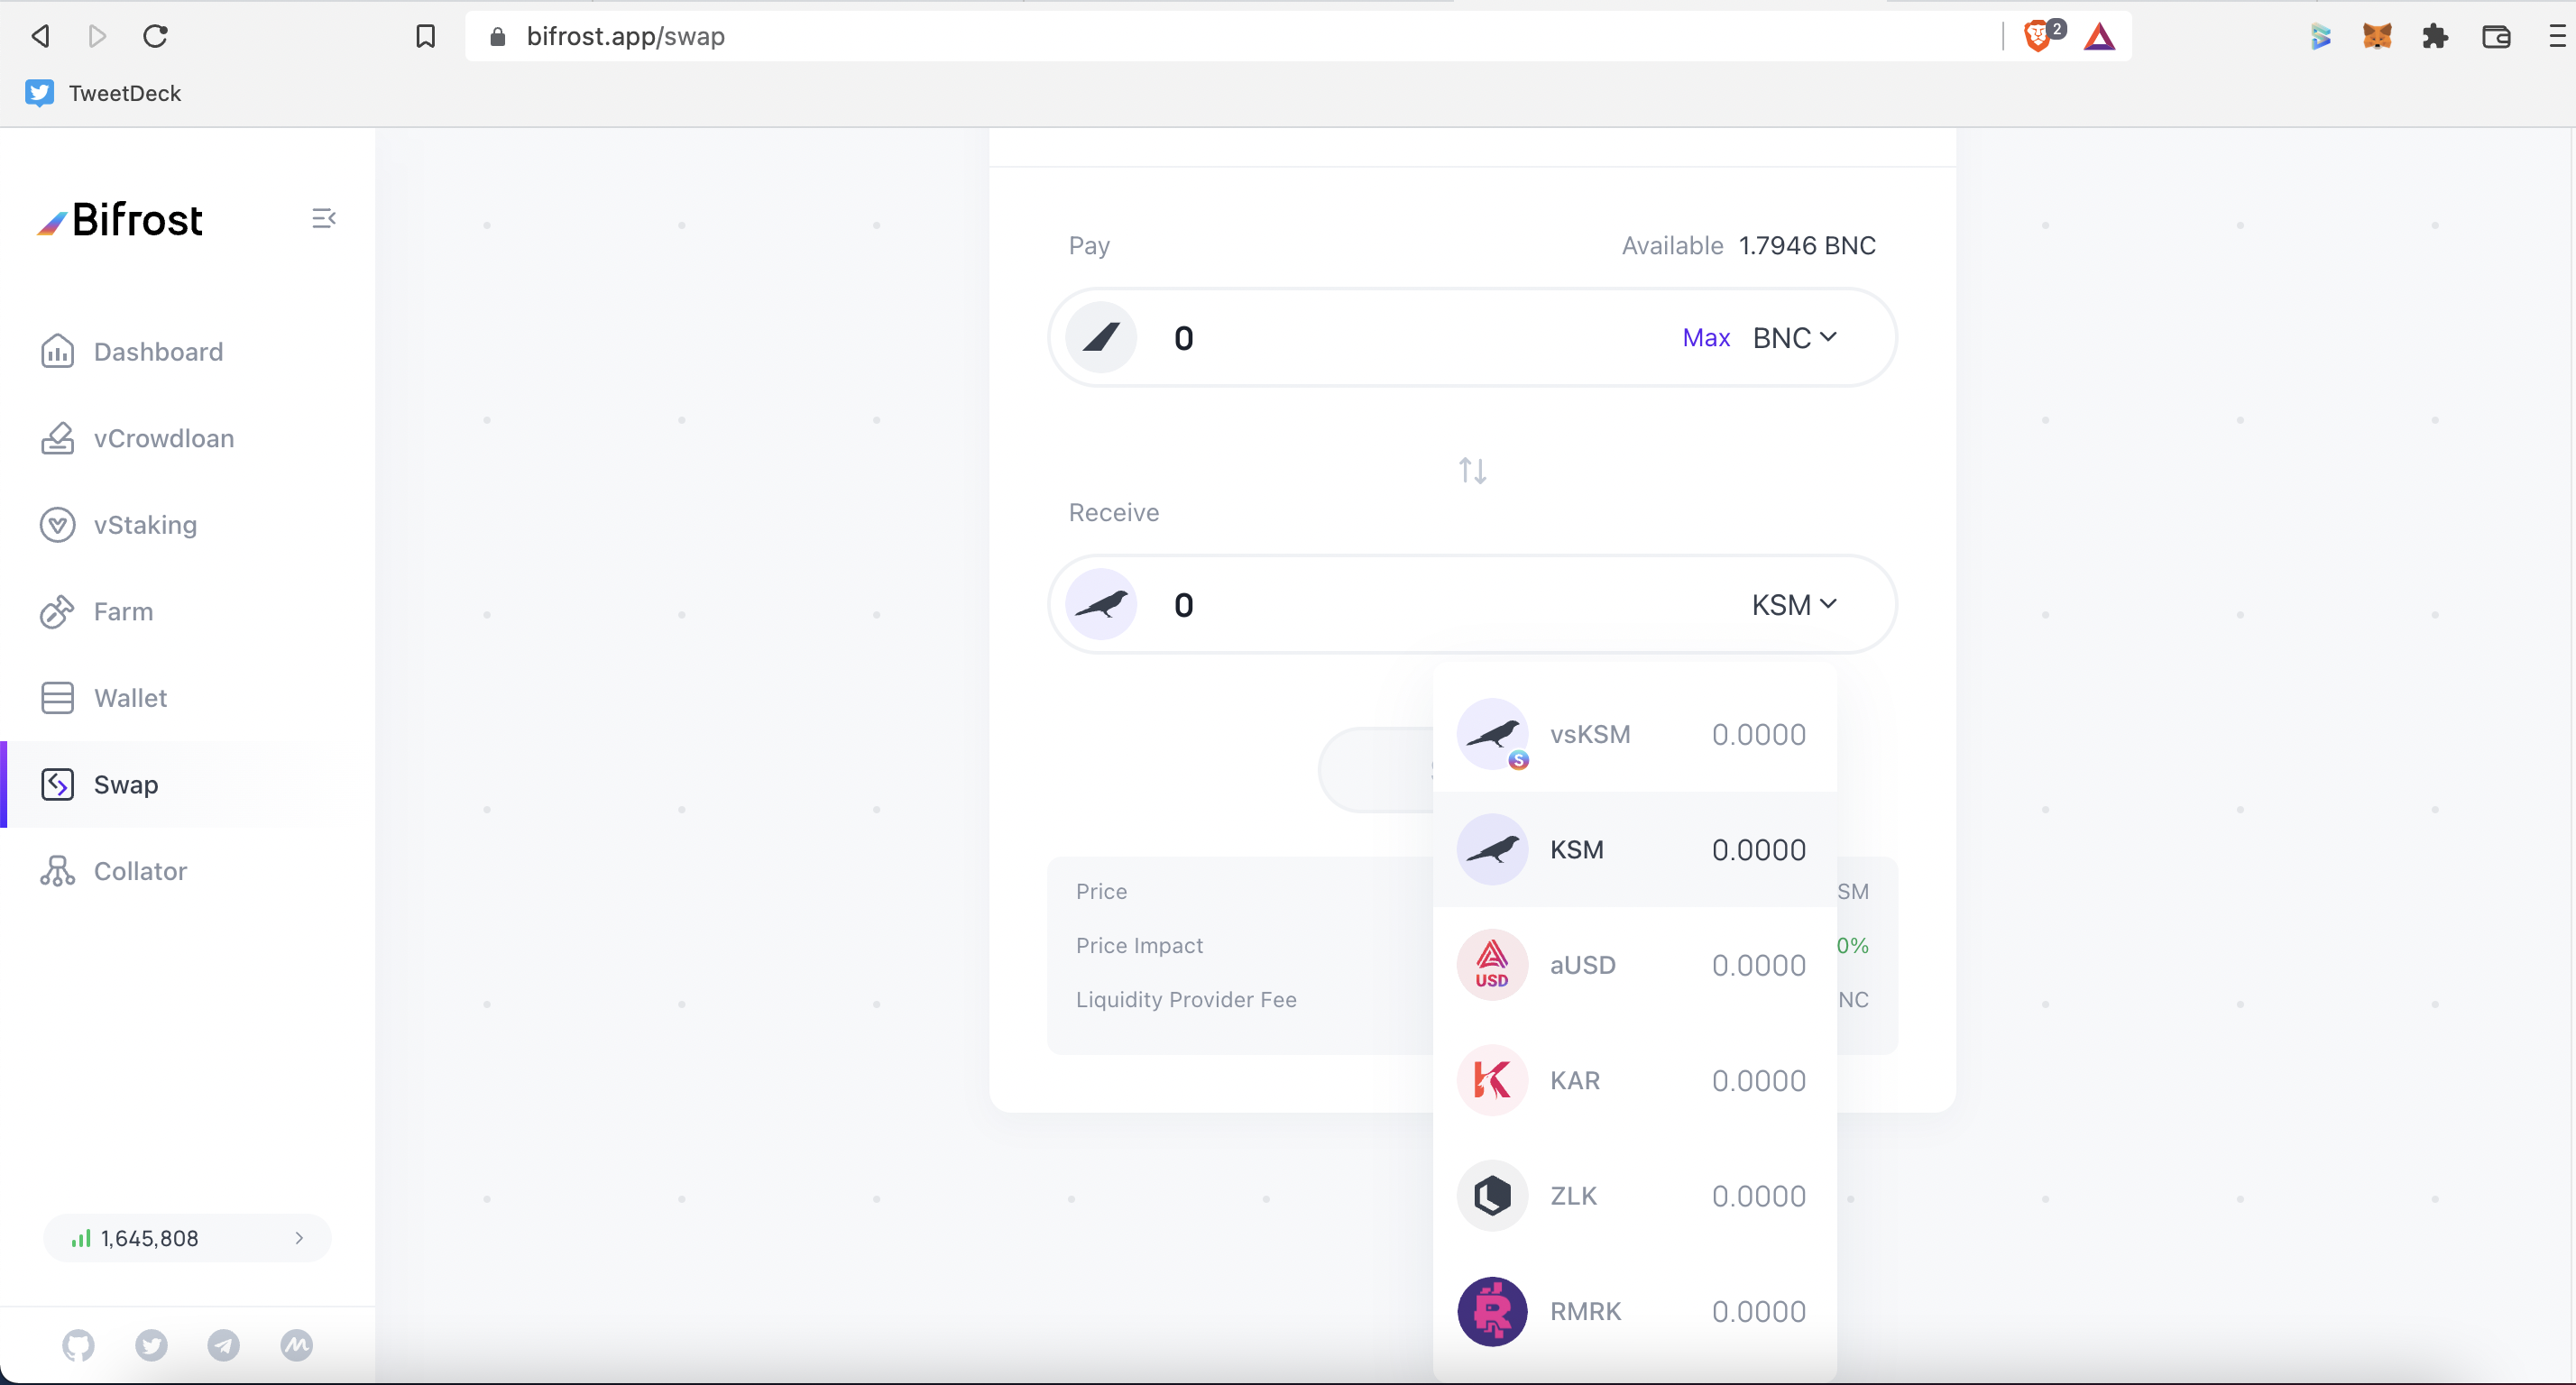 bifrost.app/swap
2
TweetDeck
Bifrost
Dashboard
vCrowdloan
vStaking
Farm
Wallet
Swap
Collator
1,645,808
Pay
Available 1.7946 BNC
0 Max BNC
Receive
0 KSM
vsKSM 0.0000
S
KSM 0.0000
Price SM
Price Impact 0%
USD aUSD 0.0000
Liquidity Provider Fee NC
KAR 0.0000
ZLK 0.0000
RMRK 0.0000